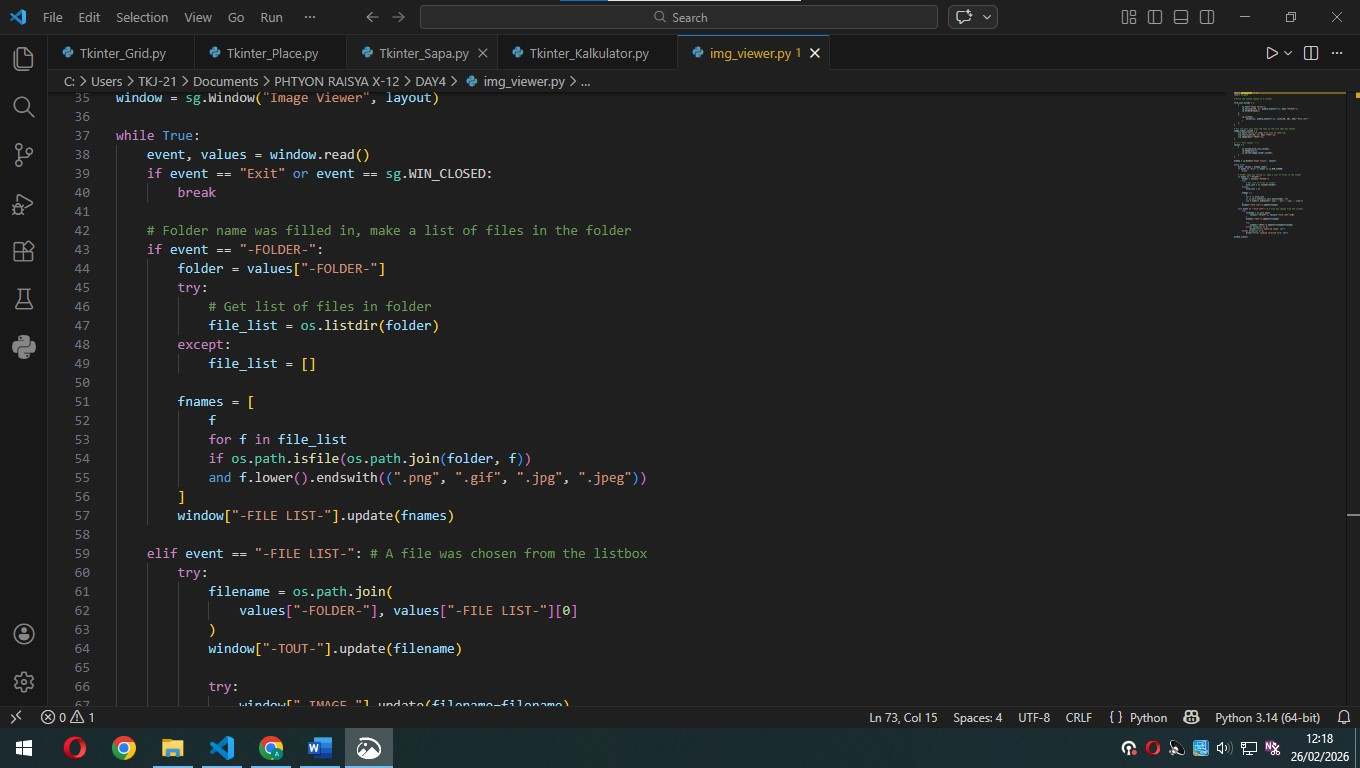 File Edit Selection View Go Run ··· Search
Tkinter_Grid.py Tkinter_Place.py Tkinter_Sapa.py Tkinter_Kalkulator.py img_viewer.py 1
C: > Users > TKJ-21 > Documents > PHTYON RAISYA X-12 > DAY4 > img_viewer.py > ...
35 window = sg.Window("Image Viewer", layout)
36
37 while True:
38 event, values = window.read()
39 if event == "Exit" or event == sg.WIN_CLOSED:
40 break
41
42 # Folder name was filled in, make a list of files in the folder
43 if event == "-FOLDER-":
44 folder = values["-FOLDER-"]
45 try:
46 # Get list of files in folder
47 file_list = os.listdir(folder)
48 except:
49 file_list = []
50
51 fnames = [
52 f
53 for f in file_list
54 if os.path.isfile(os.path.join(folder, f))
55 and f.lower().endswith((".png", ".gif", ".jpg", ".jpeg"))
56 ]
57 window["-FILE LIST-"].update(fnames)
58
59 elif event == "-FILE LIST-": # A file was chosen from the listbox
60 try:
61 filename = os.path.join(
62 values["-FOLDER-"], values["-FILE LIST-"][0]
63 )
64 window["-TOUT-"].update(filename)
65
66 try:
67 window["-IMAGE-"].update(filename=filename)
0 1 Ln 73, Col 15 Spaces: 4 UTF-8 CRLF { } Python Python 3.14 (64-bit)
12:18
26/02/2026